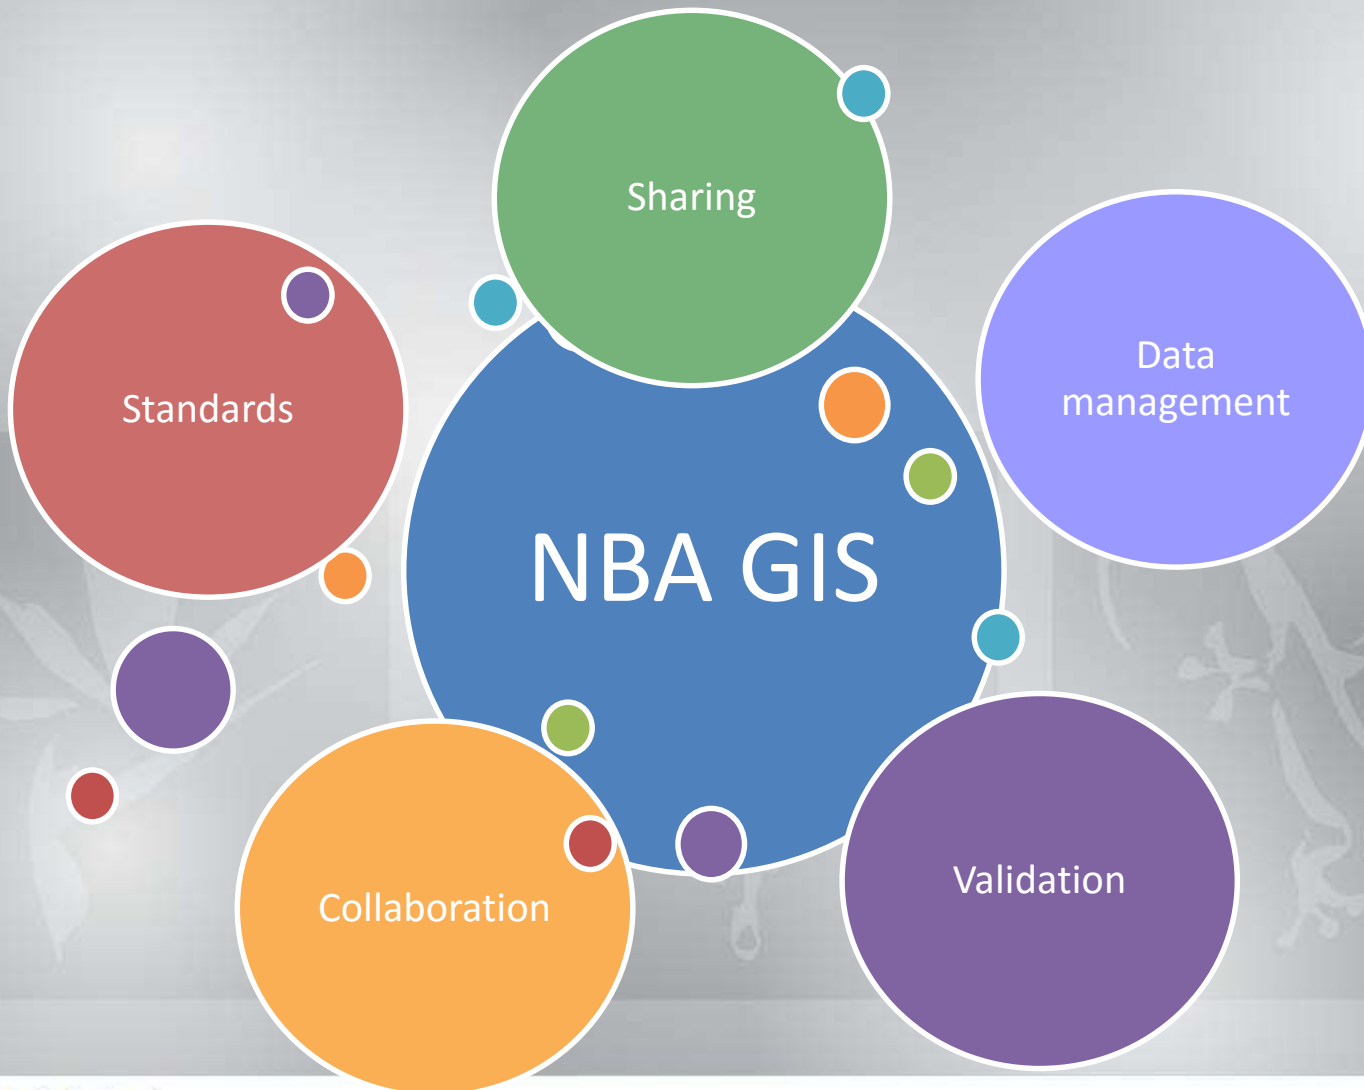 Sharing
Data
management
Standards
NBA GIS
Validation
Collaboration